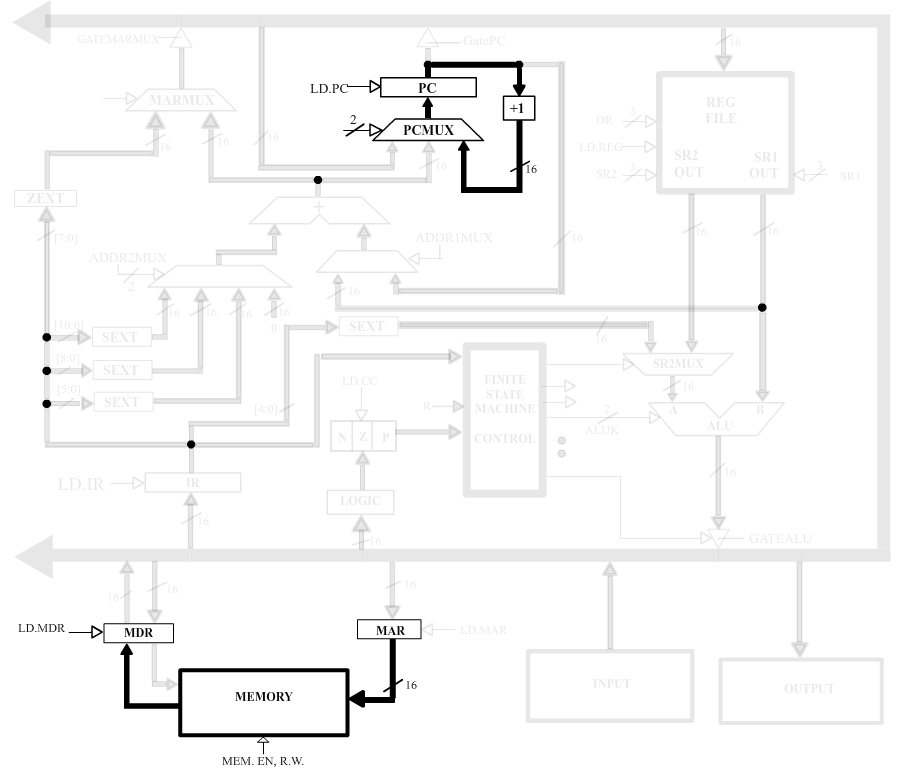 GATEMARMUX
GatePC
16
LD.PC
PC
MARMUX
+1
REG
FILE
3
DR
2
PCMUX
16
16
16
16
16
LD.REG
SR2
OUT
SR1
OUT
3
SR2
3
SR1
ZEXT
+
[7:0]
16
16
16
ADDR2MUX
2
ADDR1MUX
16
16
16
16
16
0
[10:0]
SEXT
SEXT
16
[8:0]
SEXT
SR2MUX
[5:0]
SEXT
LD.CC
FINITE
STATE
MACHINE
CONTROL
16
[4:0]
R
2
ALUK
A
B
ALU
N Z P
LD.IR
IR
16
LOGIC
16
16
GATEALU
16
16
16
LD.MDR
MDR
MAR
LD.MAR
16
MEMORY
INPUT
OUTPUT
MEM. EN, R.W.